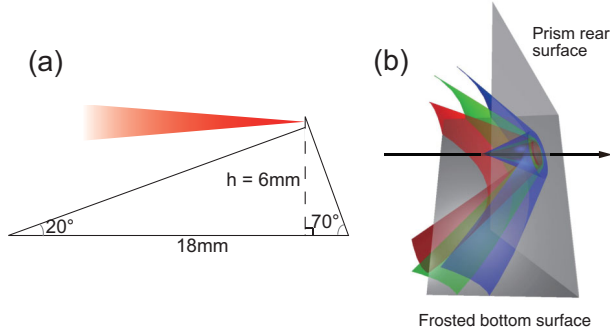 (a)
h = 6mm
20°
70°
18mm
(b)
Prism rear
surface
Frosted bottom surface